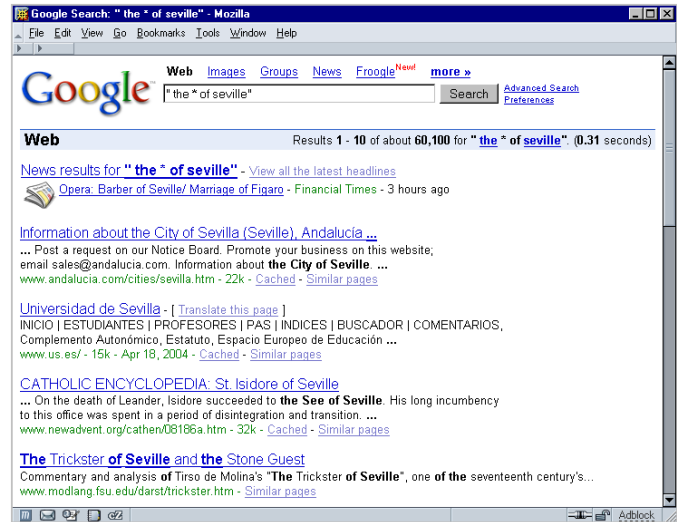 Google Search: " the * of seville" - Mozilla
File Edit View Go Bookmarks Tools Window Help
Google
Web Images Groups News Froogle New! more »
" the * of seville" Search Advanced Search
Preferences
Web Results 1 - 10 of about 60,100 for " the * of seville". (0.31 seconds)
News results for " the * of seville" - View all the latest headlines
Opera: Barber of Seville/ Marriage of Figaro - Financial Times - 3 hours ago
Information about the City of Sevilla (Seville), Andalucía ...
... Post a request on our Notice Board. Promote your business on this website;
email sales@andalucia.com. Information about the City of Seville. ...
www.andalucia.com/cities/sevilla.htm - 22k - Cached - Similar pages
Universidad de Sevilla - [ Translate this page ]
INICIO | ESTUDIANTES | PROFESORES | PAS | INDICES | BUSCADOR | COMENTARIOS,
Complemento Autonómico, Estatuto, Espacio Europeo de Educación ...
www.us.es/ - 15k - Apr 18, 2004 - Cached - Similar pages
CATHOLIC ENCYCLOPEDIA: St. Isidore of Seville
... On the death of Leander, Isidore succeeded to the See of Seville. His long incumbency
to this office was spent in a period of disintegration and transition. ...
www.newadvent.org/cathen/08186a.htm - 32k - Cached - Similar pages
The Trickster of Seville and the Stone Guest
Commentary and analysis of Tirso de Molina's "The Trickster of Seville", one of the seventeenth century's...
www.modlang.fsu.edu/darst/trickster.htm - Similar pages
Adblock